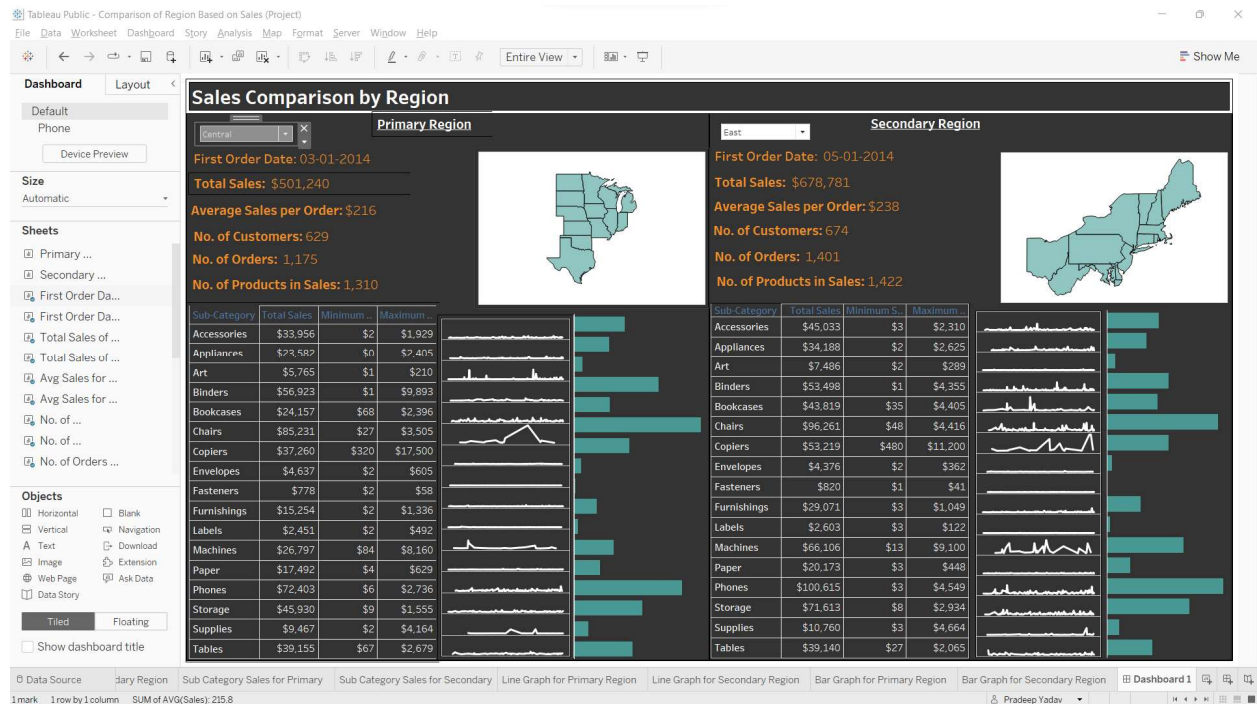 Tableau Public - Comparison of Region Based on Sales (Project)
File Data Worksheet Dashboard Story Analysis Map Format Server Window Help
Entire View
Show Me
Dashboard Layout
Default
Phone
Device Preview
Size
Automatic
Sheets
Primary ...
Secondary ...
First Order Da...
First Order Da...
Total Sales of ...
Total Sales of ...
Avg Sales for ...
Avg Sales for ...
No. of ...
No. of ...
No. of Orders ...
Objects
Horizontal Blank
Vertical Navigation
A Text Download
Image Extension
Web Page Ask Data
Data Story
Tiled Floating
Show dashboard title
Sales Comparison by Region
Central
Primary Region
First Order Date: 03-01-2014
Total Sales: $501,240
Average Sales per Order: $216
No. of Customers: 629
No. of Orders: 1,175
No. of Products in Sales: 1,310
Sub-Category Total Sales Minimum .. Maximum ..
Accessories $33,956 $2 $1,929
Appliances $23,582 $0 $2,405
Art $5,765 $1 $210
Binders $56,923 $1 $9,893
Bookcases $24,157 $68 $2,396
Chairs $85,231 $27 $3,505
Copiers $37,260 $320 $17,500
Envelopes $4,637 $2 $605
Fasteners $778 $2 $58
Furnishings $15,254 $2 $1,336
Labels $2,451 $2 $492
Machines $26,797 $84 $8,160
Paper $17,492 $4 $629
Phones $72,403 $6 $2,736
Storage $45,930 $9 $1,555
Supplies $9,467 $2 $4,164
Tables $39,155 $67 $2,679
East
Secondary Region
First Order Date: 05-01-2014
Total Sales: $678,781
Average Sales per Order: $238
No. of Customers: 674
No. of Orders: 1,401
No. of Products in Sales: 1,422
Sub-Category Total Sales Minimum S.. Maximum ..
Accessories $45,033 $3 $2,310
Appliances $34,188 $2 $2,625
Art $7,486 $2 $289
Binders $53,498 $1 $4,355
Bookcases $43,819 $35 $4,405
Chairs $96,261 $48 $4,416
Copiers $53,219 $480 $11,200
Envelopes $4,376 $2 $362
Fasteners $820 $1 $41
Furnishings $29,071 $3 $1,049
Labels $2,603 $3 $122
Machines $66,106 $13 $9,100
Paper $20,173 $3 $448
Phones $100,615 $3 $4,549
Storage $71,613 $8 $2,934
Supplies $10,760 $3 $4,664
Tables $39,140 $27 $2,065
Data Source dary Region Sub Category Sales for Primary Sub Category Sales for Secondary Line Graph for Primary Region Line Graph for Secondary Region Bar Graph for Primary Region Bar Graph for Secondary Region Dashboard 1
1 mark 1 row by 1 column SUM of AVG(Sales): 215.8 Pradeep Yadav